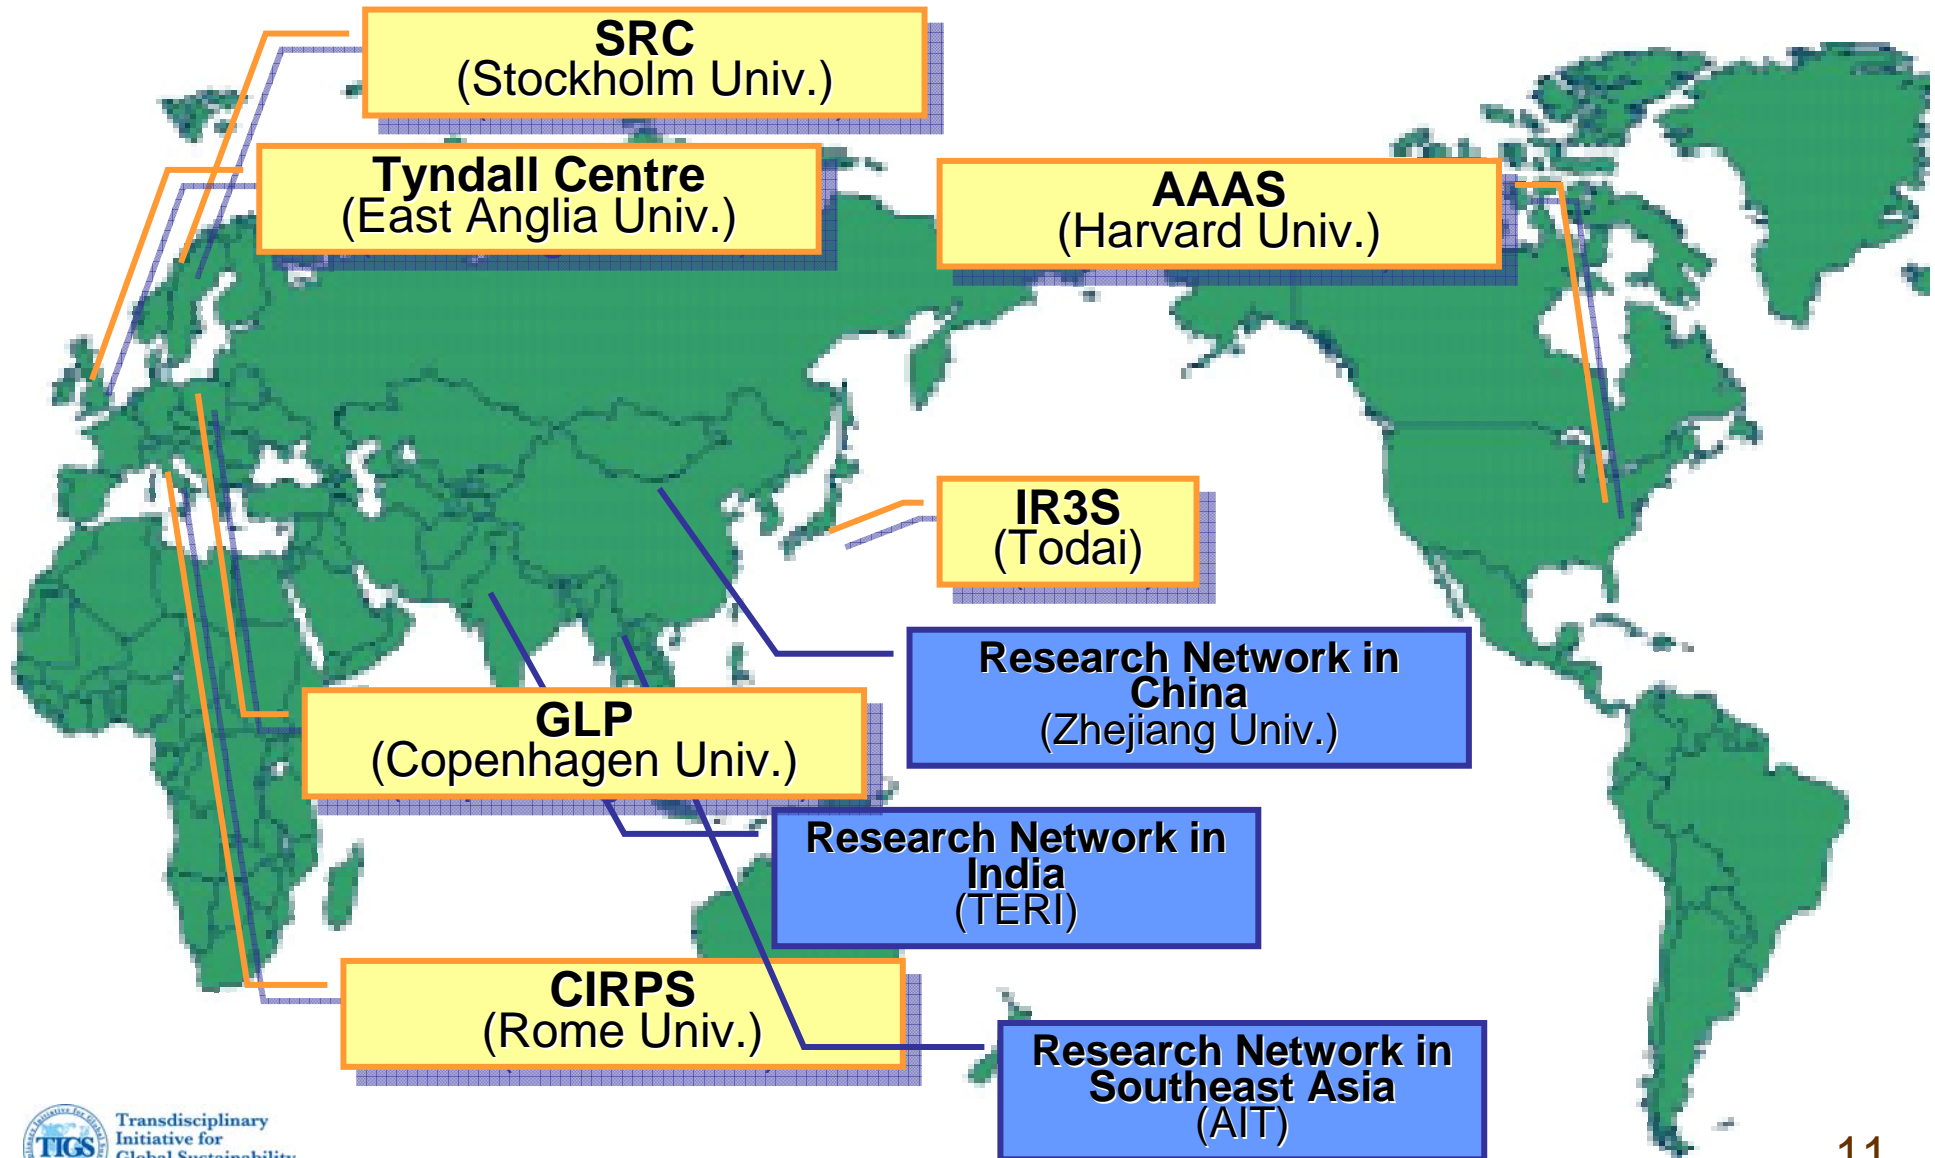 SRC
(Stockholm Univ.)
Tyndall Centre
(East Anglia Univ.)
AAAS
(Harvard Univ.)
IR3S
(Todai)
Research Network in
China
(Zhejiang Univ.)
GLP
(Copenhagen Univ.)
Research Network in
India
(TERI)
CIRPS
(Rome Univ.)
Research Network in
Southeast Asia
(AIT)
TIGS
Transdisciplinary
Initiative for
Global Sustainability
11